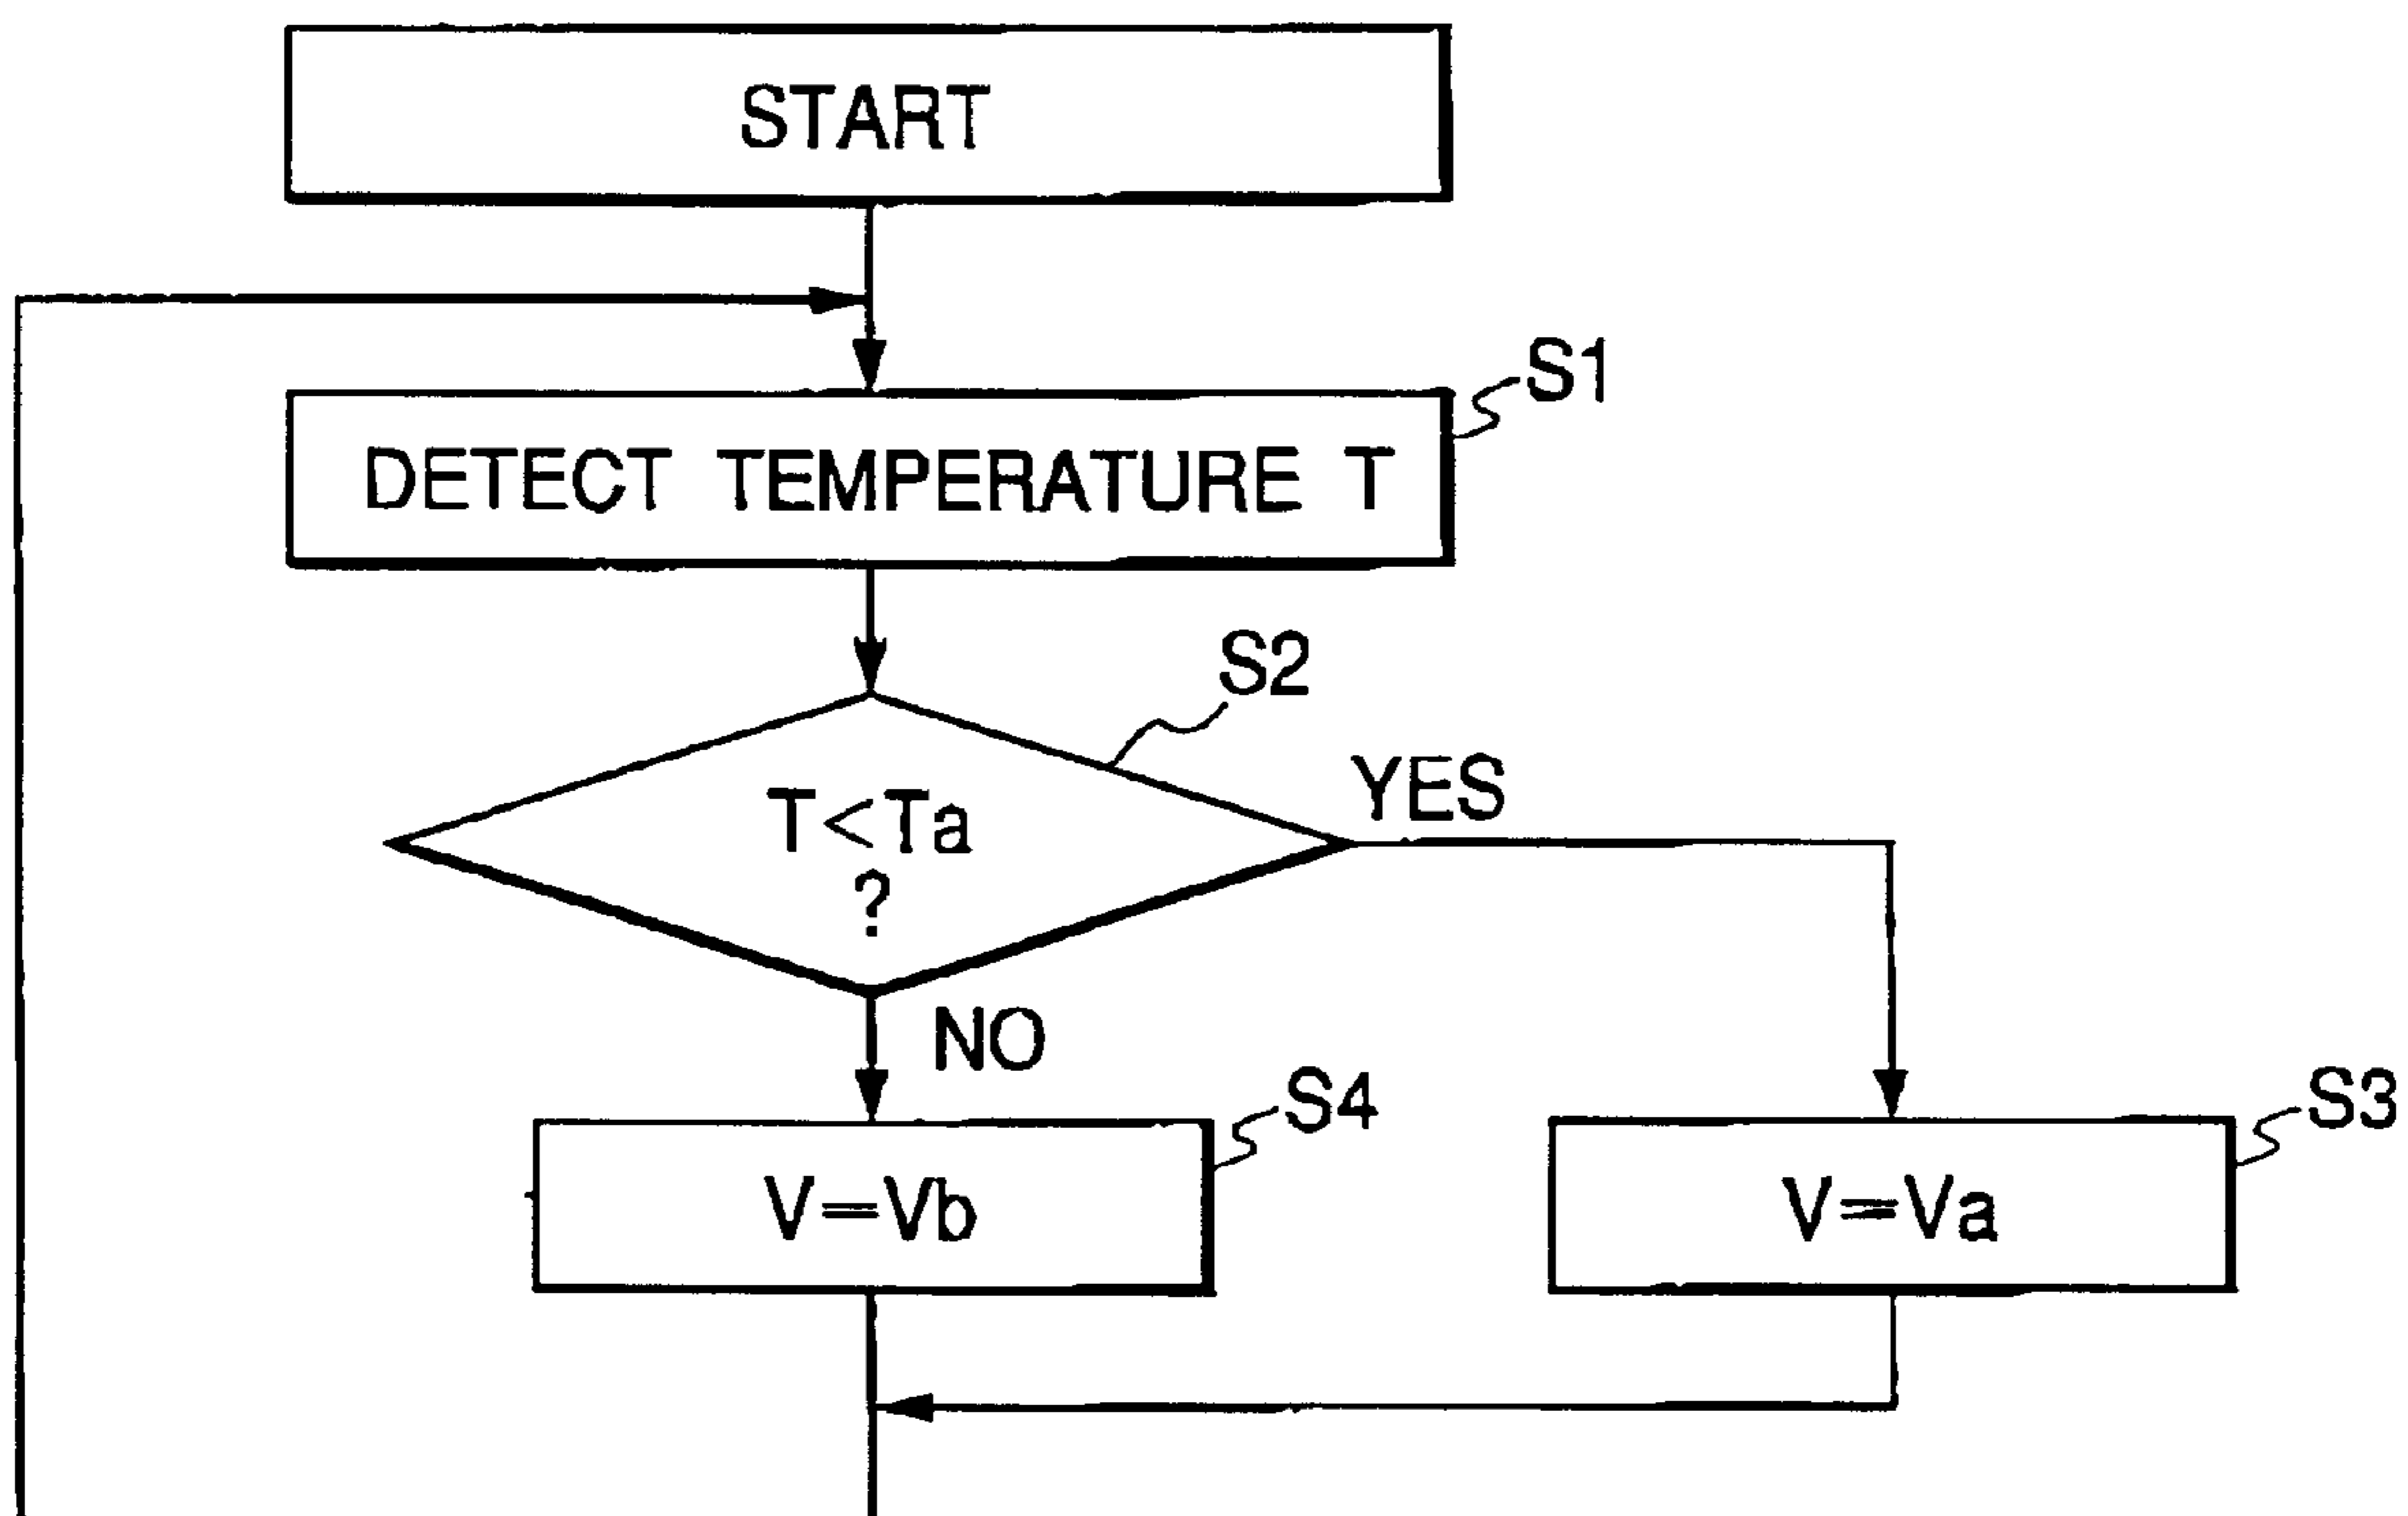 START
S1
DETECT TEMPERATURE T
S2
YES
T<Ta
?
NO
S4
S3
V=Vb
V=Va